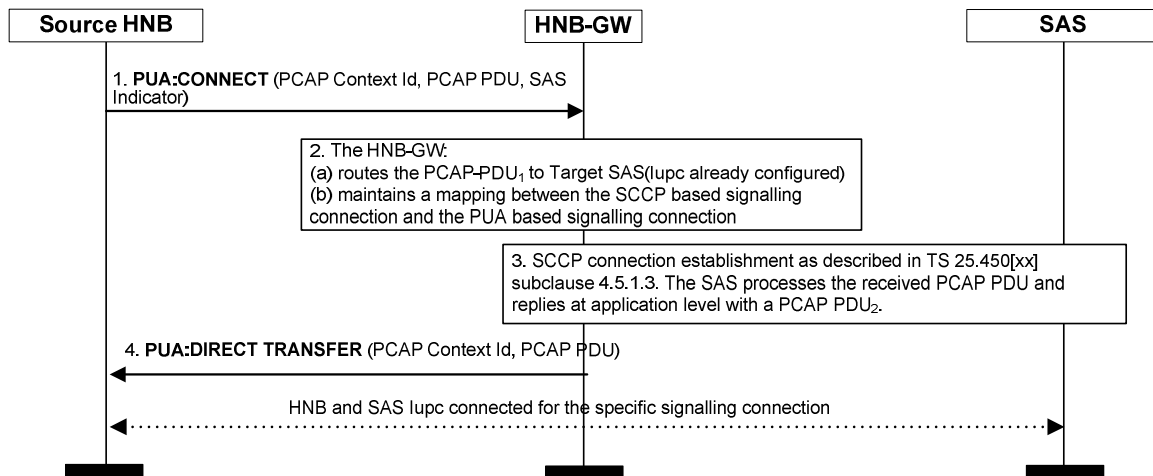 Source HNB
HNB-GW
SAS
1. PUA:CONNECT (PCAP Context Id, PCAP PDU, SAS
Indicator)
2. The HNB-GW:
(a) routes the PCAP-PDU₁ to Target SAS(Iupc already configured)
(b) maintains a mapping between the SCCP based signalling
connection and the PUA based signalling connection
3. SCCP connection establishment as described in TS 25.450[xx]
subclause 4.5.1.3. The SAS processes the received PCAP PDU and
replies at application level with a PCAP PDU₂.
4. PUA:DIRECT TRANSFER (PCAP Context Id, PCAP PDU)
HNB and SAS Iupc connected for the specific signalling connection